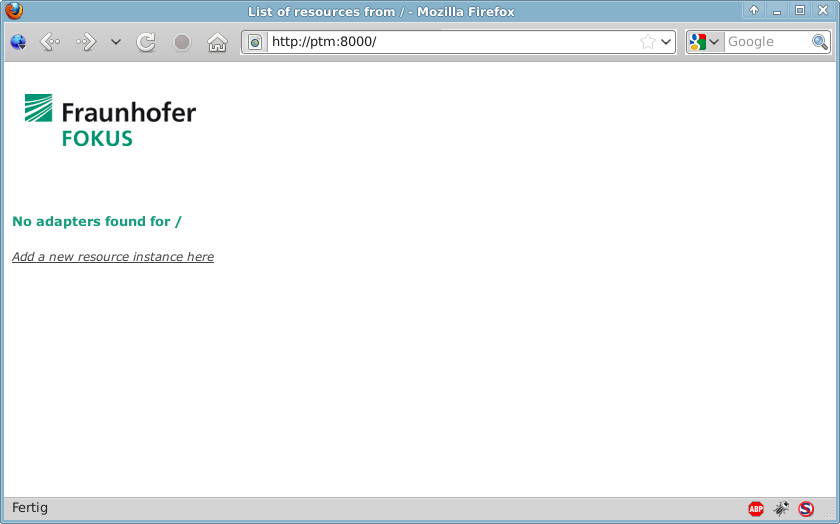 List of resources from / - Mozilla Firefox
http://ptm:8000/
Google
Fraunhofer
FOKUS
No adapters found for /
Add a new resource instance here
Fertig
ABP
S